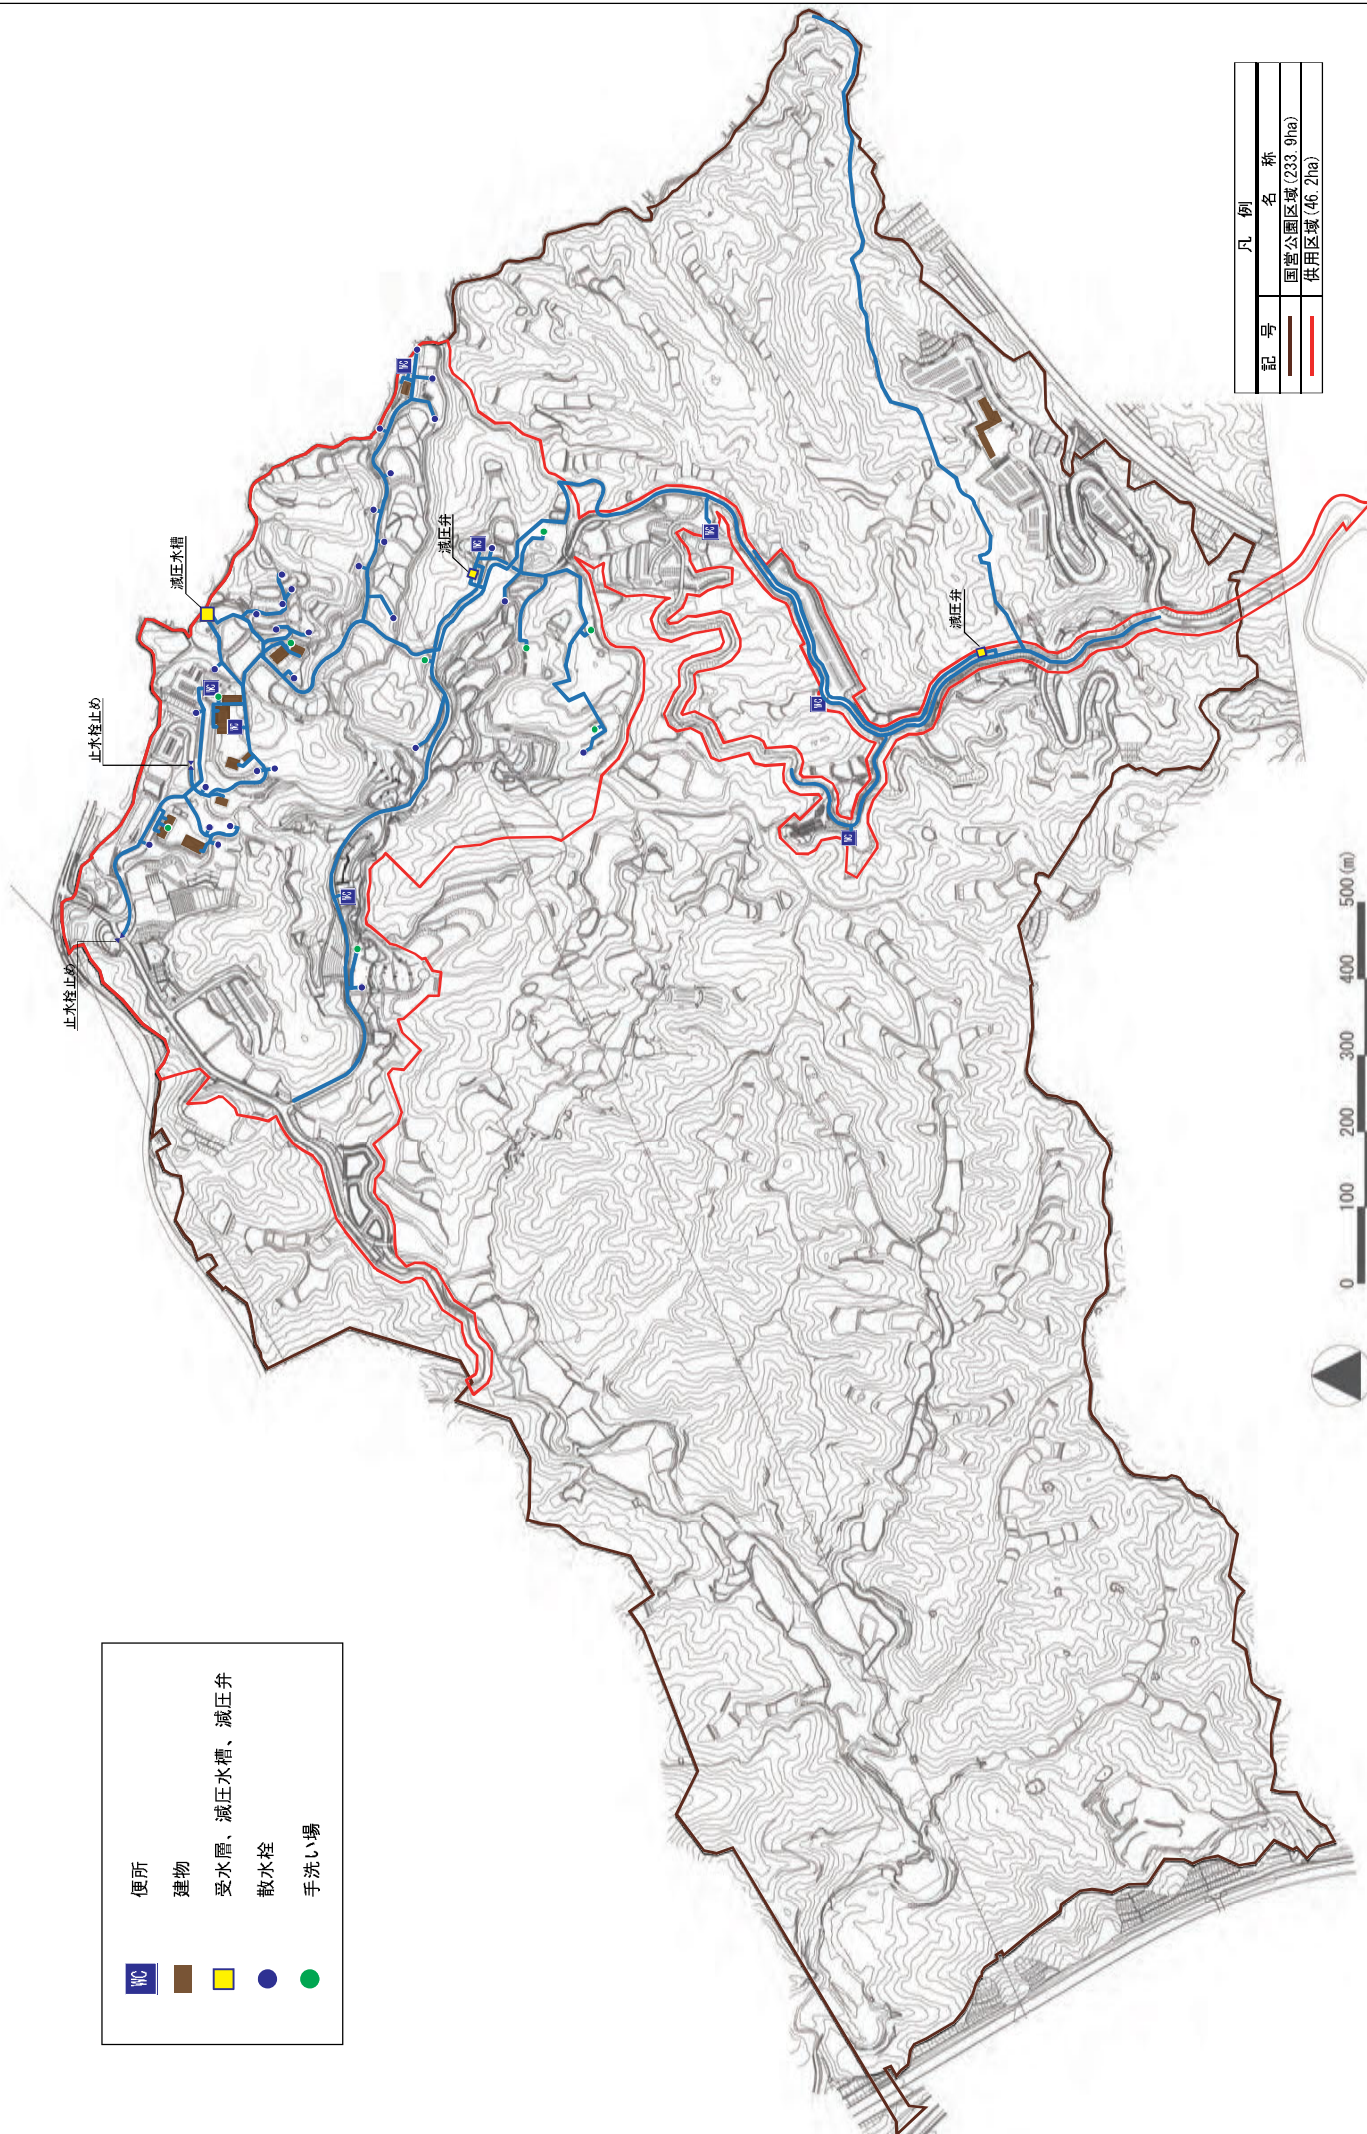 便所
建物
受水層、減圧水槽、減圧弁
散水栓
手洗い場
WC
止水栓止め
止水栓止め
減圧水槽
減圧弁
減圧弁
WC
WC
WC
WC
WC
WC
WC
WC
凡 例
記 号
名 称
国営公園区域(233.9ha)
供用区域(46.2ha)
0 100 200 300 400 500(m)